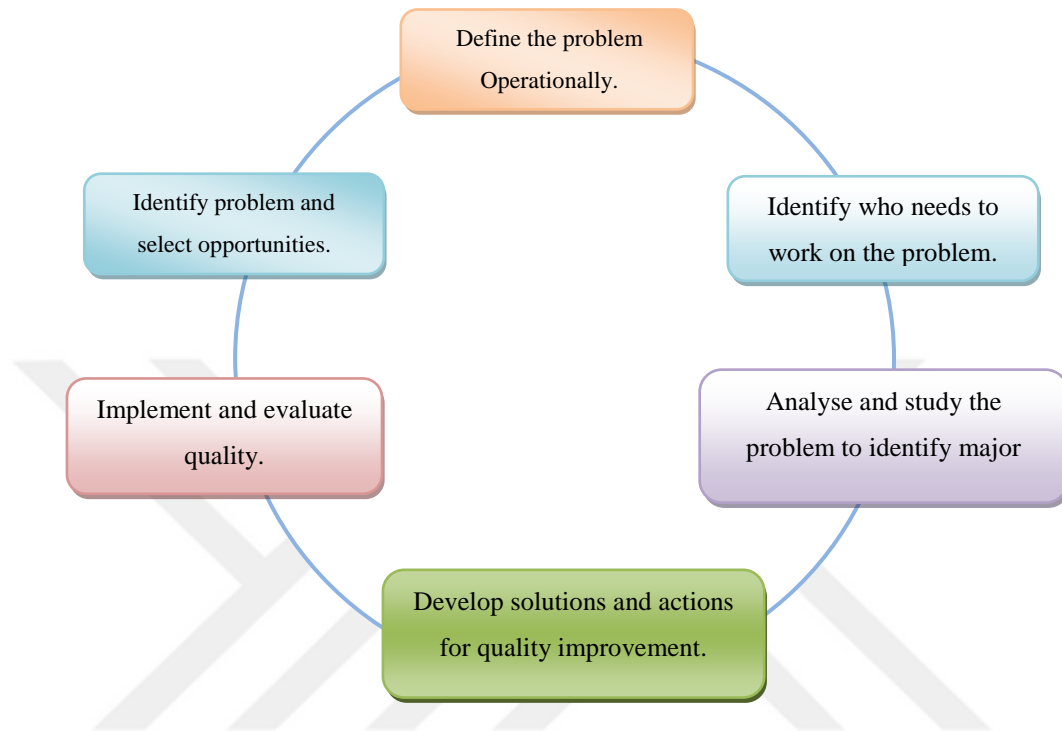 Define the problem
Operationally.
Identify problem and
select opportunities.
Identify who needs to
work on the problem.
Implement and evaluate
quality.
Analyse and study the
problem to identify major
Develop solutions and actions
for quality improvement.